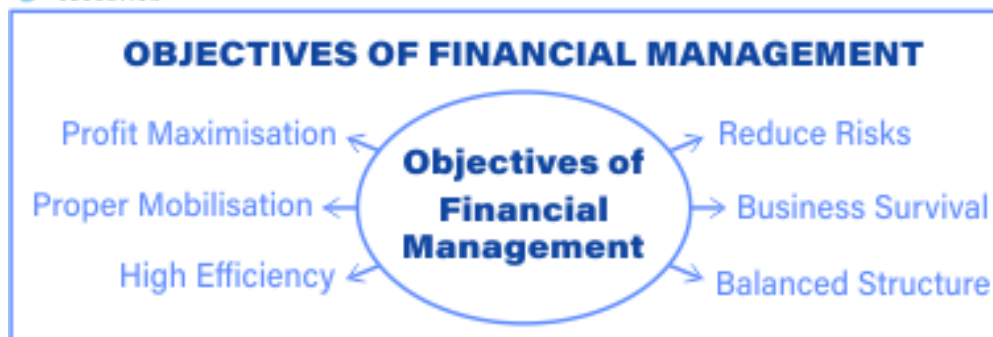 OBJECTIVES OF FINANCIAL MANAGEMENT
Profit Maximisation
Proper Mobilisation
High Efficiency
Objectives of
Financial
Management
Reduce Risks
Business Survival
Balanced Structure